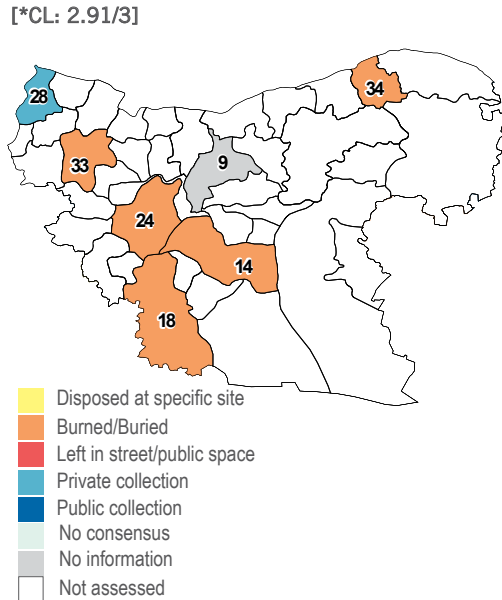 [*CL: 2.91/3]
34
28
9
33
24
14
18
Disposed at specific site
Burned/Buried
Left in street/public space
Private collection
Public collection
No consensus
No information
Not assessed